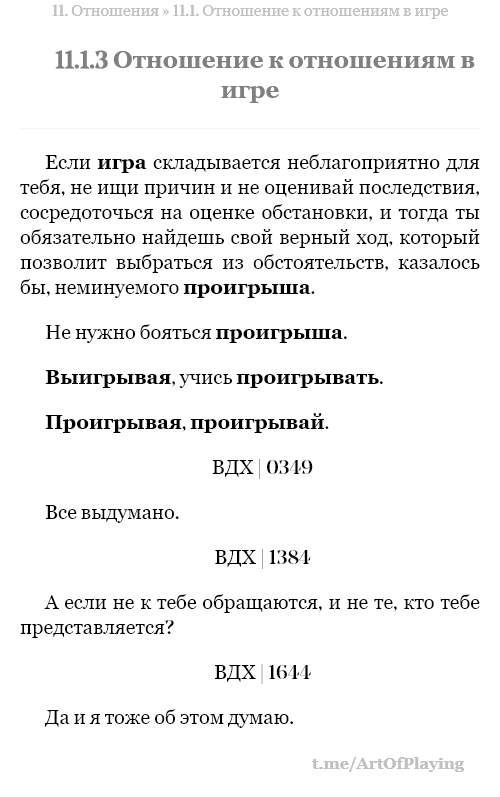 11. Отношения » 11.1. Отношение к отношениям в игре
11.1.3 Отношение к отношениям в
игре
Если игра складывается неблагоприятно для
тебя, не ищи причин и не оценивай последствия,
сосредоточься на оценке обстановки, и тогда ты
обязательно найдешь свой верный ход, который
позволит выбраться из обстоятельств, казалось
бы, неминуемого проигрыша.
Не нужно бояться проигрыша.
Выигрывая, учись проигрывать.
Проигрывая, проигрывай.
ВДХ | 0349
Все выдумано.
ВДХ | 1384
А если не к тебе обращаются, и не те, кто тебе
представляется?
ВДХ | 1644
Да и я тоже об этом думаю.
t.me/ArtOfPlaying